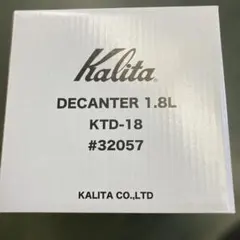 Kalita®
DECANTER 1.8L
KTD-18
#32057
KALITA CO.,LTD